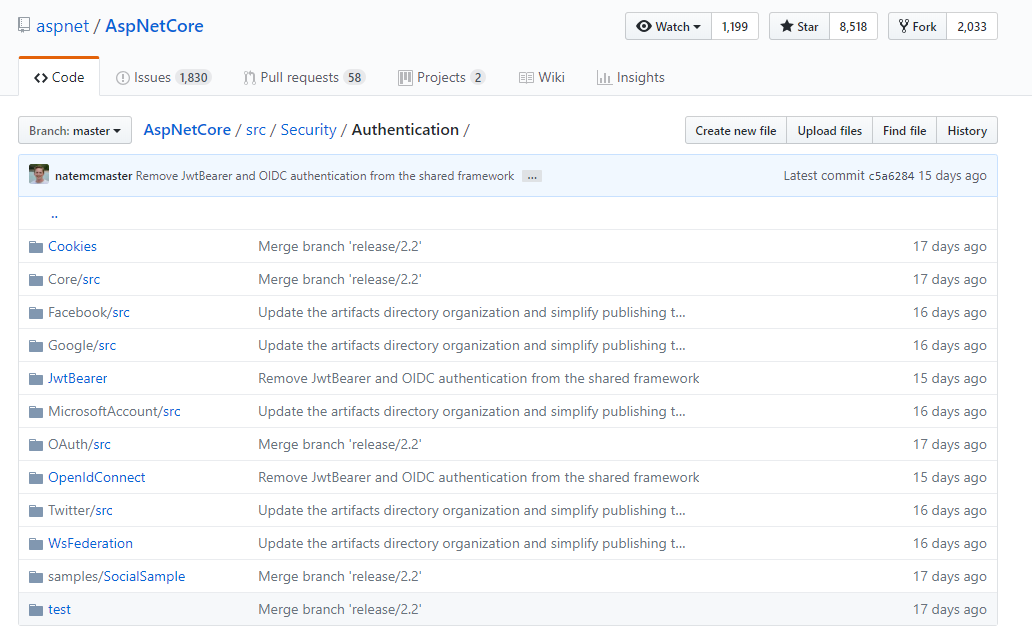 aspnet / AspNetCore Watch 1,199 Star 8,518 Fork 2,033
Code Issues 1,830 Pull requests 58 Projects 2 Wiki Insights
Branch: master AspNetCore / src / Security / Authentication / Create new file Upload files Find file History
natemcmaster Remove JwtBearer and OIDC authentication from the shared framework ... Latest commit c5a6284 15 days ago
..
Cookies Merge branch 'release/2.2' 17 days ago
Core/src Merge branch 'release/2.2' 17 days ago
Facebook/src Update the artifacts directory organization and simplify publishing t... 16 days ago
Google/src Update the artifacts directory organization and simplify publishing t... 16 days ago
JwtBearer Remove JwtBearer and OIDC authentication from the shared framework 15 days ago
MicrosoftAccount/src Update the artifacts directory organization and simplify publishing t... 16 days ago
OAuth/src Merge branch 'release/2.2' 17 days ago
OpenIdConnect Remove JwtBearer and OIDC authentication from the shared framework 15 days ago
Twitter/src Update the artifacts directory organization and simplify publishing t... 16 days ago
WsFederation Update the artifacts directory organization and simplify publishing t... 16 days ago
samples/SocialSample Merge branch 'release/2.2' 17 days ago
test Merge branch 'release/2.2' 17 days ago